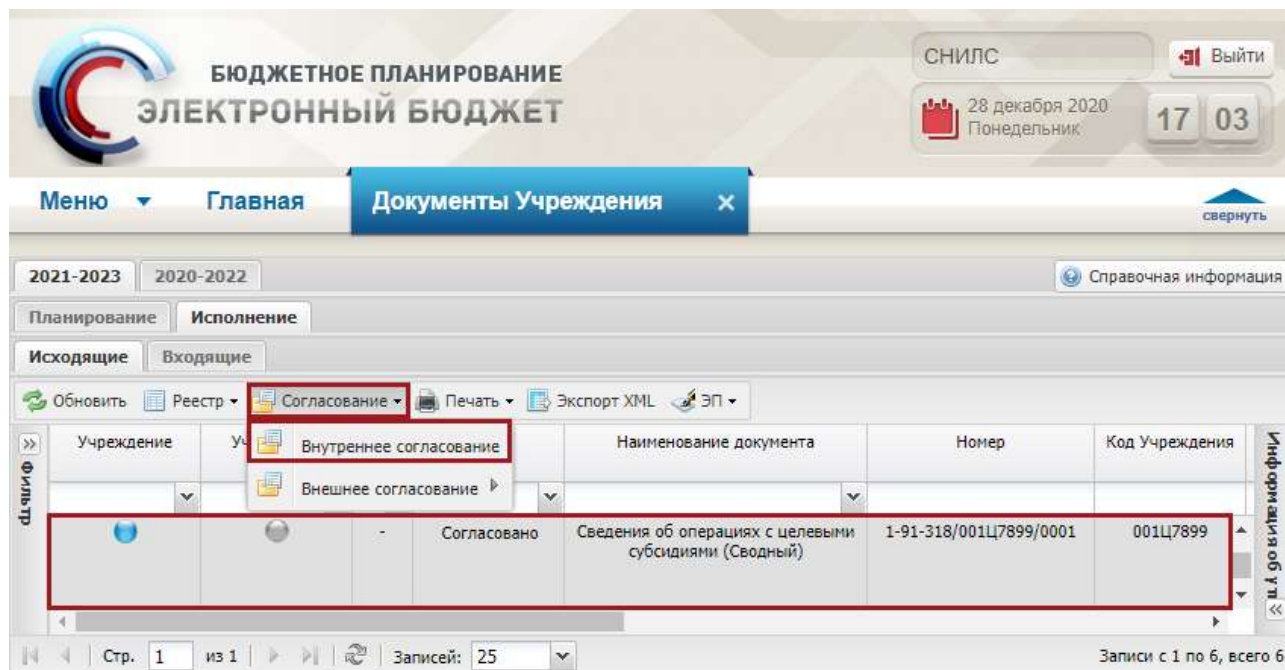 БЮДЖЕТНОЕ ПЛАНИРОВАНИЕ
ЭЛЕКТРОННЫЙ БЮДЖЕТ
СНИЛС
Выйти
28 декабря 2020
Понедельник
17 03
Меню
Главная
Документы Учреждения
свернуть
2021-2023
2020-2022
Справочная информация
Планирование
Исполнение
Исходящие
Входящие
Обновить
Реестр
Согласование
Печать
Экспорт XML
ЭП
Фильтр
Учреждение
Внутреннее согласование
Внешнее согласование
Наименование документа
Номер
Код Учреждения
Информация об
-
Согласовано
Сведения об операциях с целевыми
субсидиями (Сводный)
1-91-318/001Ц7899/0001
001Ц7899
Стр. 1 из 1
Записей: 25
Записи с 1 по 6, всего 6